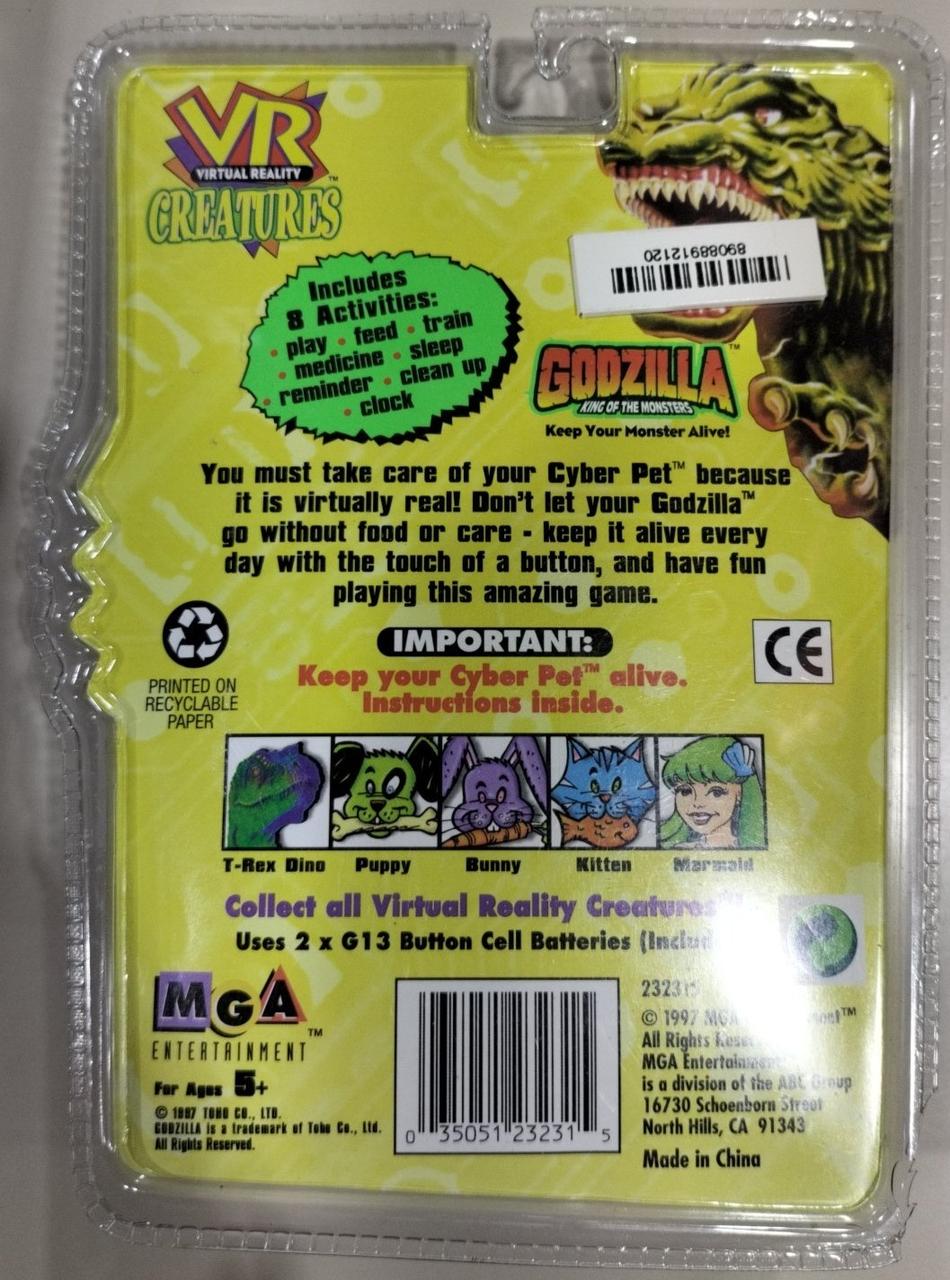 VR
VIRTUAL REALITY
CREATURES™
890888912120
Includes
8 Activities:
• play • feed • train
• medicine • sleep
reminder • clean up
• clock
GODZILLA™
KING OF THE MONSTERS
Keep Your Monster Alive!
You must take care of your Cyber Pet™ because
it is virtually real! Don't let your Godzilla™
go without food or care - keep it alive every
day with the touch of a button, and have fun
playing this amazing game.
PRINTED ON
RECYCLABLE
PAPER
IMPORTANT:
Keep your Cyber Pet™ alive.
Instructions inside.
CE
T-Rex Dino Puppy Bunny Kitten Mermaid
Collect all Virtual Reality Creatures
Uses 2 x G13 Button Cell Batteries
MGA™
ENTERTAINMENT
For Ages 5+
© 1997 TOHO CO., LTD.
GODZILLA is a trademark of Toho Co., Ltd.
All Rights Reserved.
0 35051 23231 5
© 1997 MGA
All Rights
MGA Entertainment
is a division of the ABC Group
16730 Schoenborn Street
North Hills, CA 91343
Made in China